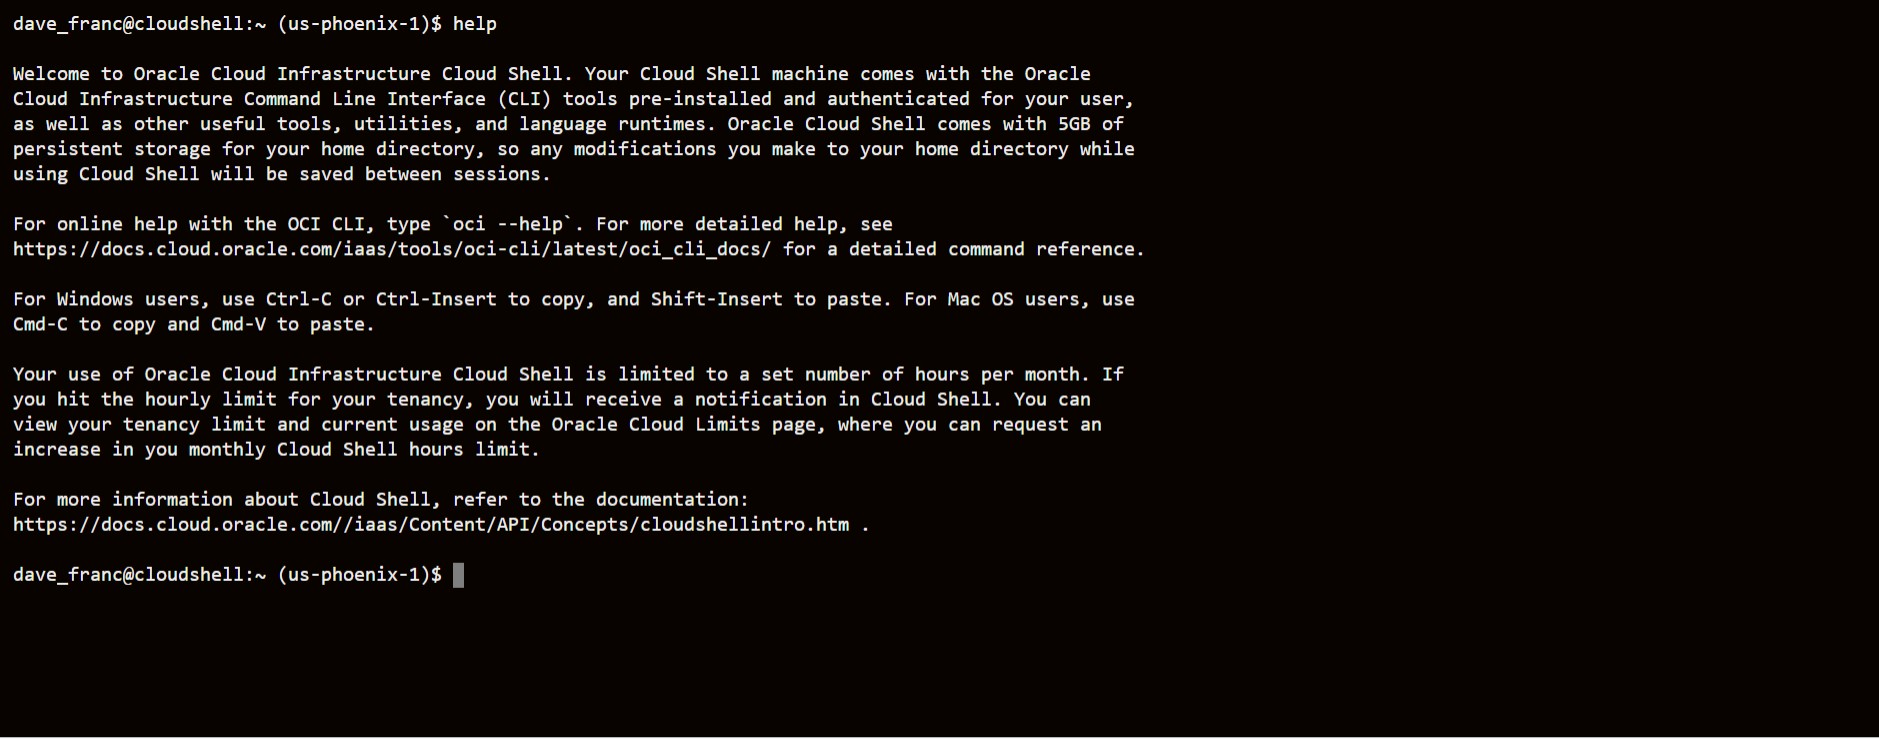 dave_franc@cloudshell:~ (us-phoenix-1)$ help
Welcome to Oracle Cloud Infrastructure Cloud Shell. Your Cloud Shell machine comes with the Oracle
Cloud Infrastructure Command Line Interface (CLI) tools pre-installed and authenticated for your user,
as well as other useful tools, utilities, and language runtimes. Oracle Cloud Shell comes with 5GB of
persistent storage for your home directory, so any modifications you make to your home directory while
using Cloud Shell will be saved between sessions.
For online help with the OCI CLI, type `oci --help`. For more detailed help, see
https://docs.cloud.oracle.com/iaas/tools/oci-cli/latest/oci_cli_docs/ for a detailed command reference.
For Windows users, use Ctrl-C or Ctrl-Insert to copy, and Shift-Insert to paste. For Mac OS users, use
Cmd-C to copy and Cmd-V to paste.
Your use of Oracle Cloud Infrastructure Cloud Shell is limited to a set number of hours per month. If
you hit the hourly limit for your tenancy, you will receive a notification in Cloud Shell. You can
view your tenancy limit and current usage on the Oracle Cloud Limits page, where you can request an
increase in you monthly Cloud Shell hours limit.
For more information about Cloud Shell, refer to the documentation:
https://docs.cloud.oracle.com//iaas/Content/API/Concepts/cloudshellintro.htm .
dave_franc@cloudshell:~ (us-phoenix-1)$